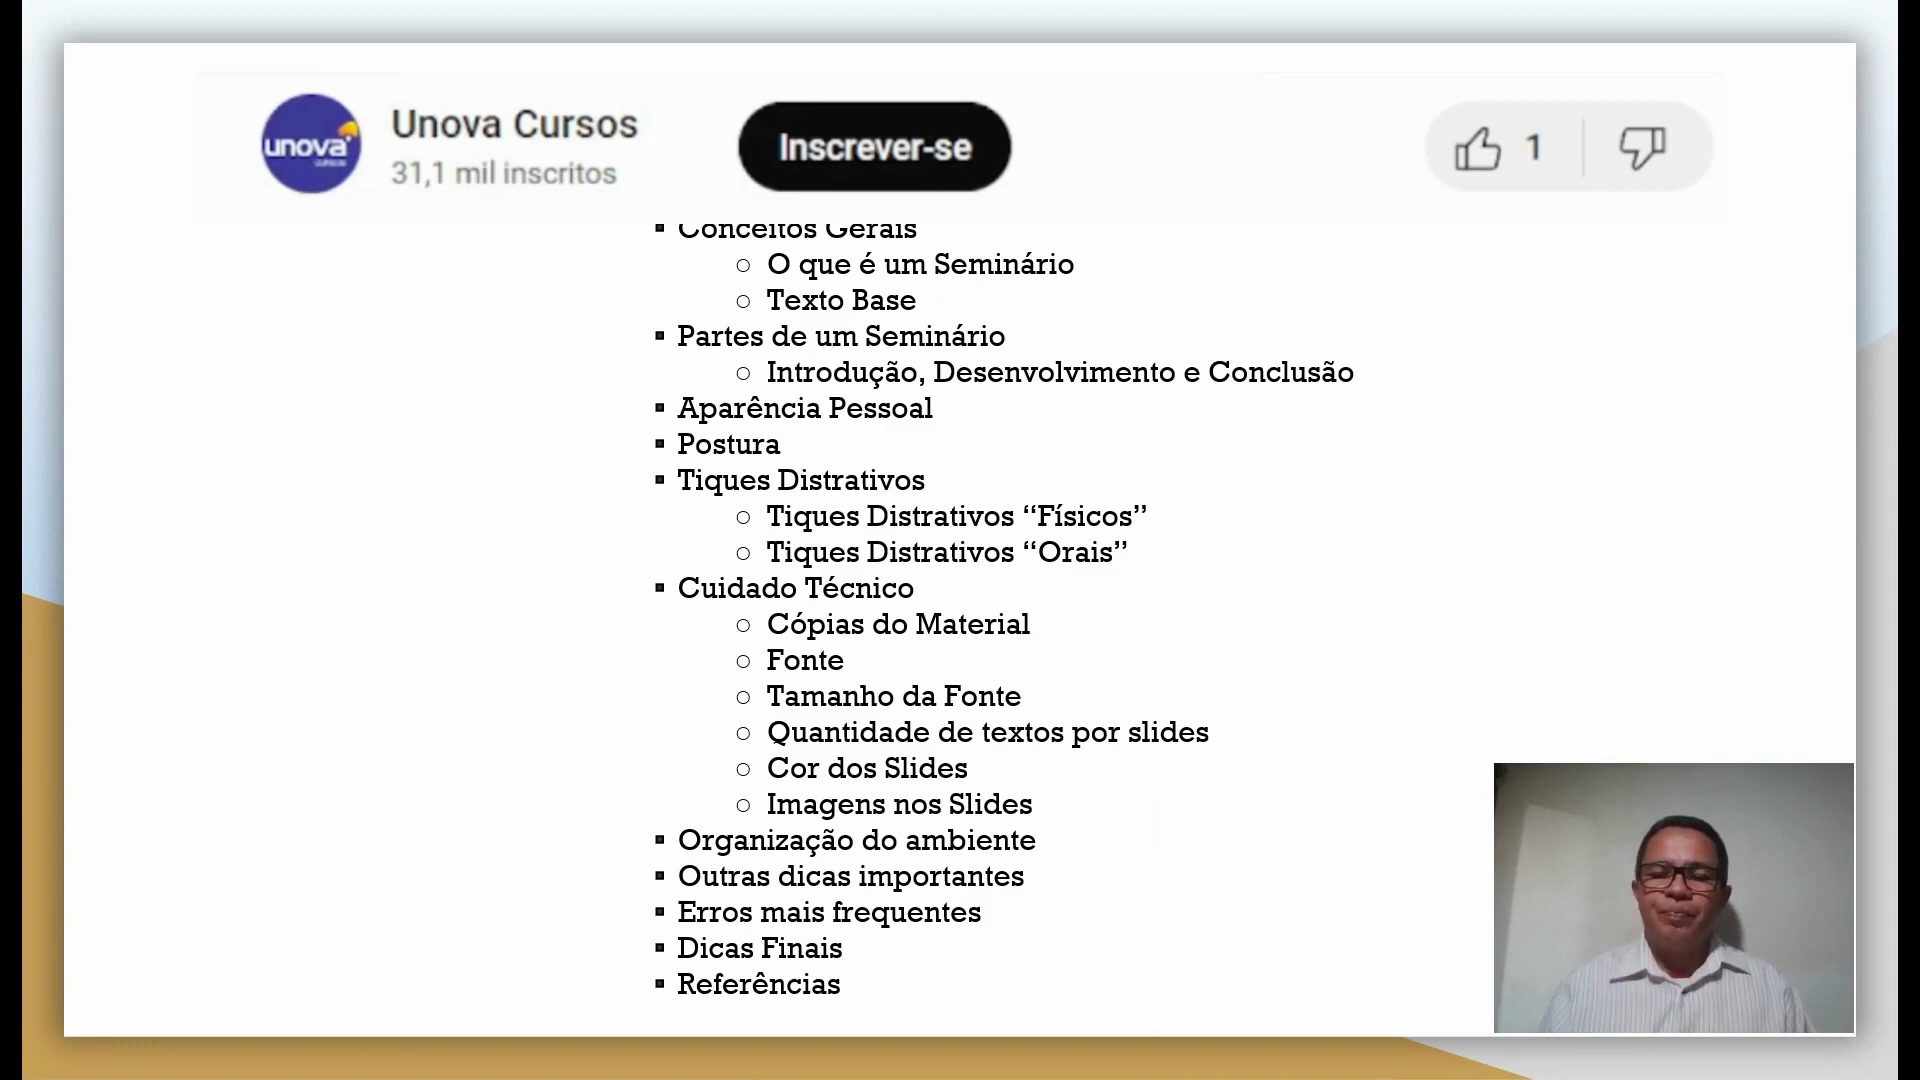 Unova Cursos
31,1 mil inscritos
unova
cursos
Inscrever-se
1
▪ Conceitos Gerais
○ O que é um Seminário
○ Texto Base
▪ Partes de um Seminário
○ Introdução, Desenvolvimento e Conclusão
▪ Aparência Pessoal
▪ Postura
▪ Tiques Distrativos
○ Tiques Distrativos “Físicos”
○ Tiques Distrativos “Orais”
▪ Cuidado Técnico
○ Cópias do Material
○ Fonte
○ Tamanho da Fonte
○ Quantidade de textos por slides
○ Cor dos Slides
○ Imagens nos Slides
▪ Organização do ambiente
▪ Outras dicas importantes
▪ Erros mais frequentes
▪ Dicas Finais
▪ Referências